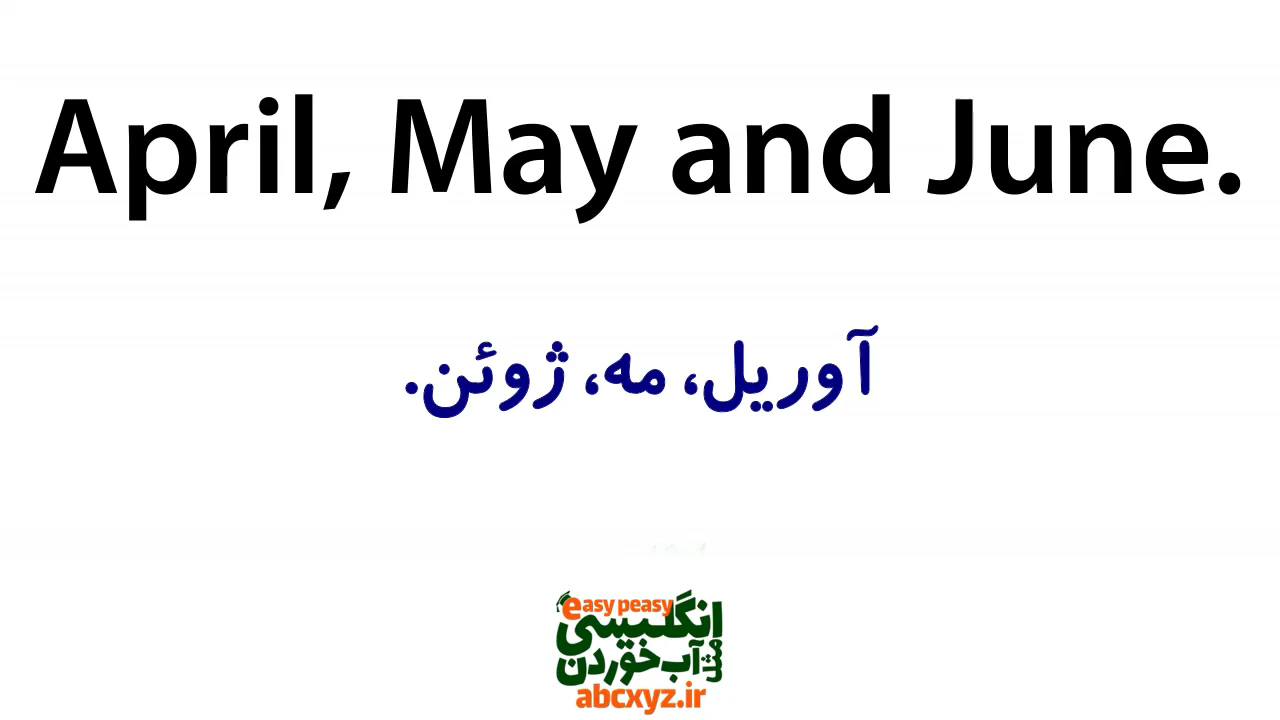 April, May and June.
آوریل، مه، ژوئن.
easy peasy
انگلیسی
مثل آب خوردن
abcxyz.ir